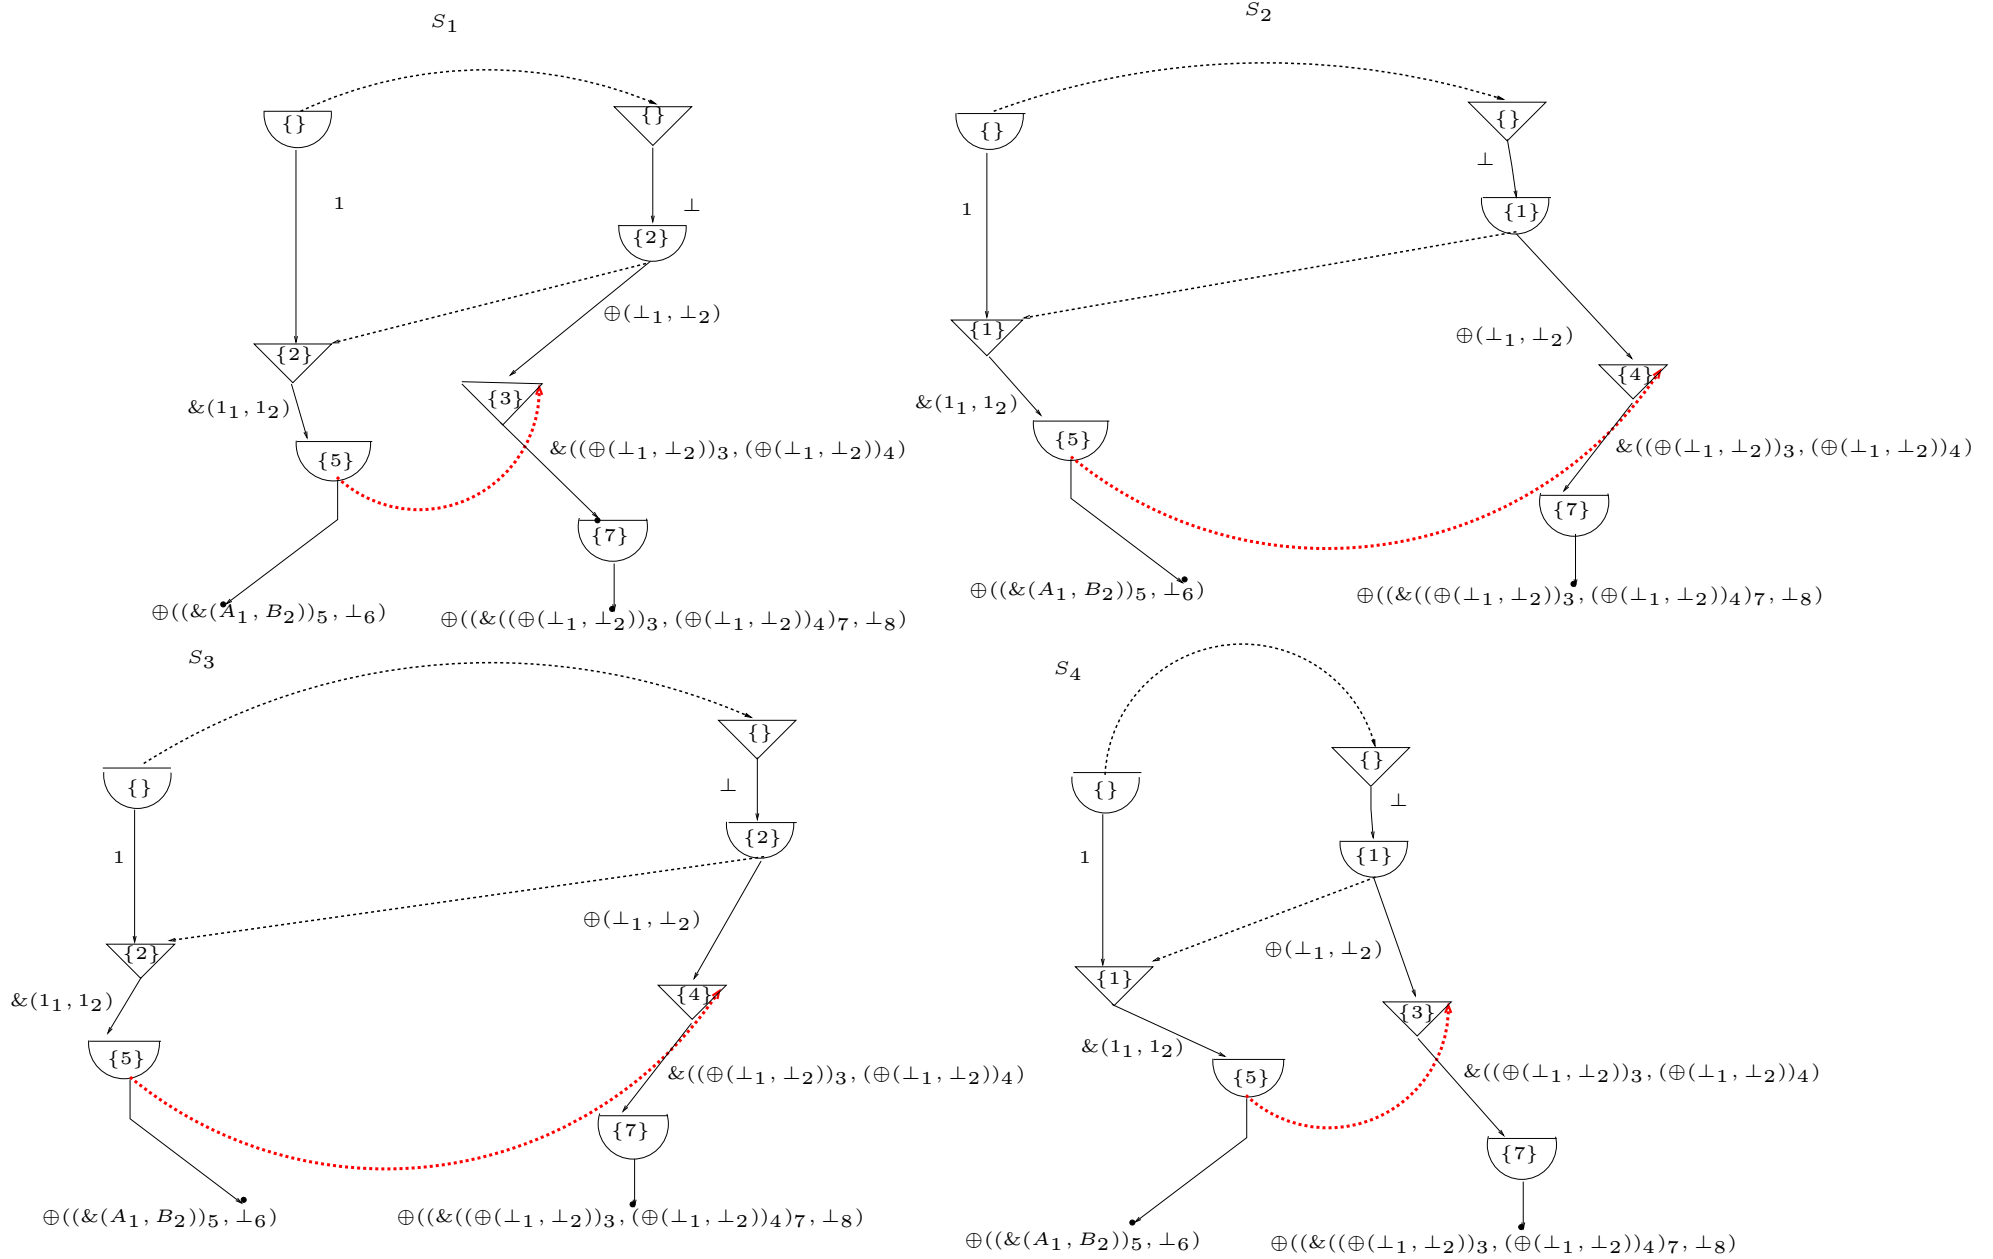 S₁
{}
{}
1
⊥
{2}
⊕(⊥₁, ⊥₂)
{2}
&(1₁, 1₂)
{3}
&((⊕(⊥₁, ⊥₂))₃, (⊕(⊥₁, ⊥₂))₄)
{5}
{7}
⊕((&(A₁, B₂))₅, ⊥₆)
⊕((&((⊕(⊥₁, ⊥₂))₃, (⊕(⊥₁, ⊥₂))₄)₇, ⊥₈)
S₂
{}
{}
⊥
1
{1}
{1}
⊕(⊥₁, ⊥₂)
{4}
&(1₁, 1₂)
{5}
&((⊕(⊥₁, ⊥₂))₃, (⊕(⊥₁, ⊥₂))₄)
{7}
⊕((&(A₁, B₂))₅, ⊥₆)
⊕((&((⊕(⊥₁, ⊥₂))₃, (⊕(⊥₁, ⊥₂))₄)₇, ⊥₈)
S₃
{}
{}
⊥
{2}
1
⊕(⊥₁, ⊥₂)
{2}
&(1₁, 1₂)
{4}
{5}
&((⊕(⊥₁, ⊥₂))₃, (⊕(⊥₁, ⊥₂))₄)
{7}
⊕((&(A₁, B₂))₅, ⊥₆)
⊕((&((⊕(⊥₁, ⊥₂))₃, (⊕(⊥₁, ⊥₂))₄)₇, ⊥₈)
S₄
{}
{}
⊥
1
{1}
⊕(⊥₁, ⊥₂)
{1}
{3}
&(1₁, 1₂)
{5}
&((⊕(⊥₁, ⊥₂))₃, (⊕(⊥₁, ⊥₂))₄)
{7}
⊕((&(A₁, B₂))₅, ⊥₆)
⊕((&((⊕(⊥₁, ⊥₂))₃, (⊕(⊥₁, ⊥₂))₄)₇, ⊥₈)